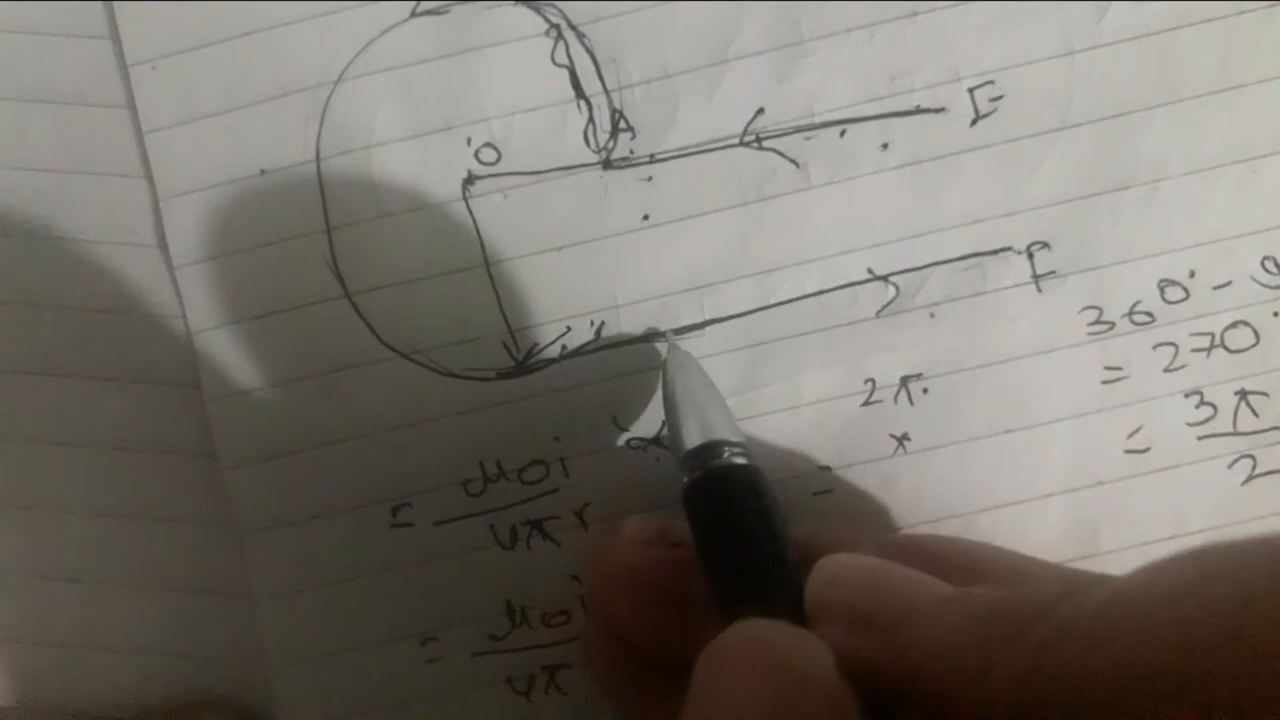 A
E
O
F
r
360° - 9
= 270°
2π
x
= 3π
2
= μoi
4πr
= μoi
4π